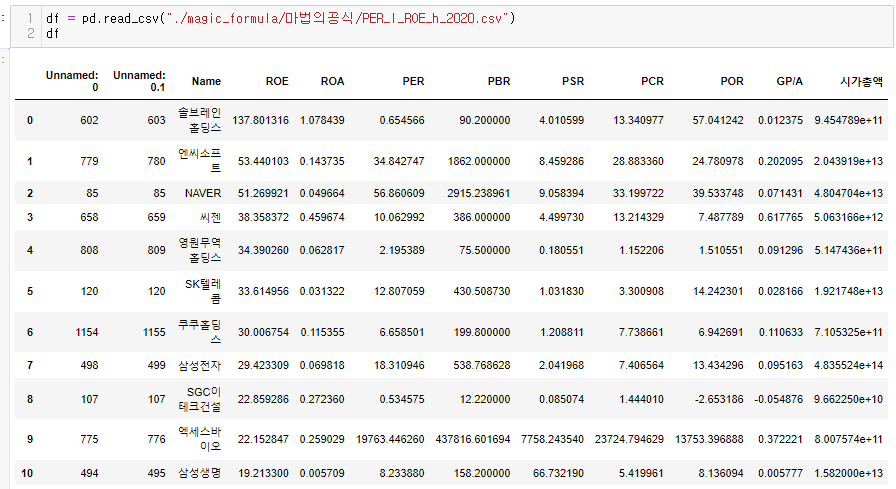 1 df = pd.read_csv("./magic_formula/마법의공식/PER_l_ROE_h_2020.csv")
2 df
Unnamed: 0 Unnamed: 0.1 Name ROE ROA PER PBR PSR PCR POR GP/A 시가총액
0 602 603 솔브레인홀딩스 137.801316 1.078439 0.654566 90.200000 4.010599 13.340977 57.041242 0.012375 9.454789e+11
1 779 780 엔씨소프트 53.440103 0.143735 34.842747 1862.000000 8.459286 28.883360 24.780978 0.202095 2.043919e+13
2 85 85 NAVER 51.269921 0.049664 56.860609 2915.238961 9.058394 33.199722 39.533748 0.071431 4.804704e+13
3 658 659 씨젠 38.358372 0.459674 10.062992 386.000000 4.499730 13.214329 7.487789 0.617765 5.063166e+12
4 808 809 영원무역홀딩스 34.390260 0.062817 2.195389 75.500000 0.180551 1.152206 1.510551 0.091296 5.147436e+11
5 120 120 SK텔레콤 33.614956 0.031322 12.807059 430.508730 1.031830 3.300908 14.242301 0.028166 1.921748e+13
6 1154 1155 쿠쿠홀딩스 30.006754 0.115355 6.658501 199.800000 1.208811 7.738661 6.942691 0.110633 7.105325e+11
7 498 499 삼성전자 29.423309 0.069818 18.310946 538.768628 2.041968 7.406564 13.434296 0.095163 4.835524e+14
8 107 107 SGC이테크건설 22.859286 0.272360 0.534575 12.220000 0.085074 1.444010 -2.653186 -0.054876 9.662250e+10
9 775 776 엑세스바이오 22.152847 0.259029 19763.446260 437816.601694 7758.243540 23724.794629 13753.396888 0.372221 8.007574e+11
10 494 495 삼성생명 19.213300 0.005709 8.233880 158.200000 66.732190 5.419961 8.136094 0.005777 1.582000e+13